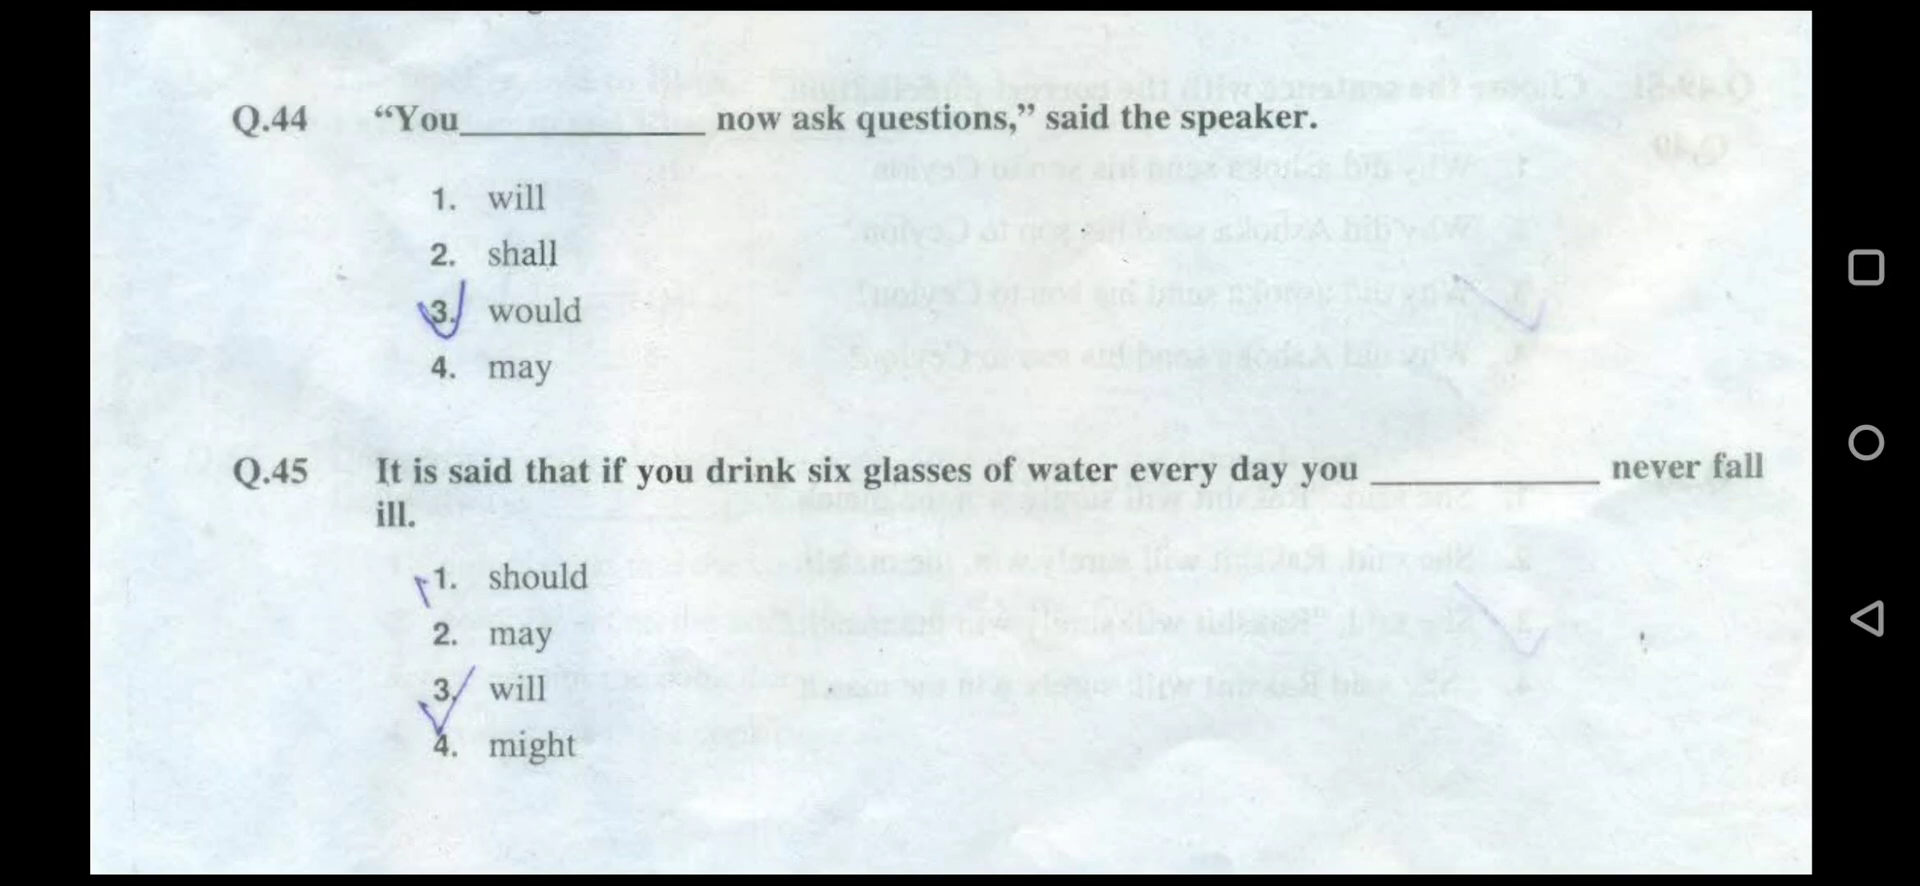 Q.44 “You__________ now ask questions,” said the speaker.
1. will
2. shall
3. would
4. may
Q.45 It is said that if you drink six glasses of water every day you __________ never fall
ill.
1. should
2. may
3. will
4. might